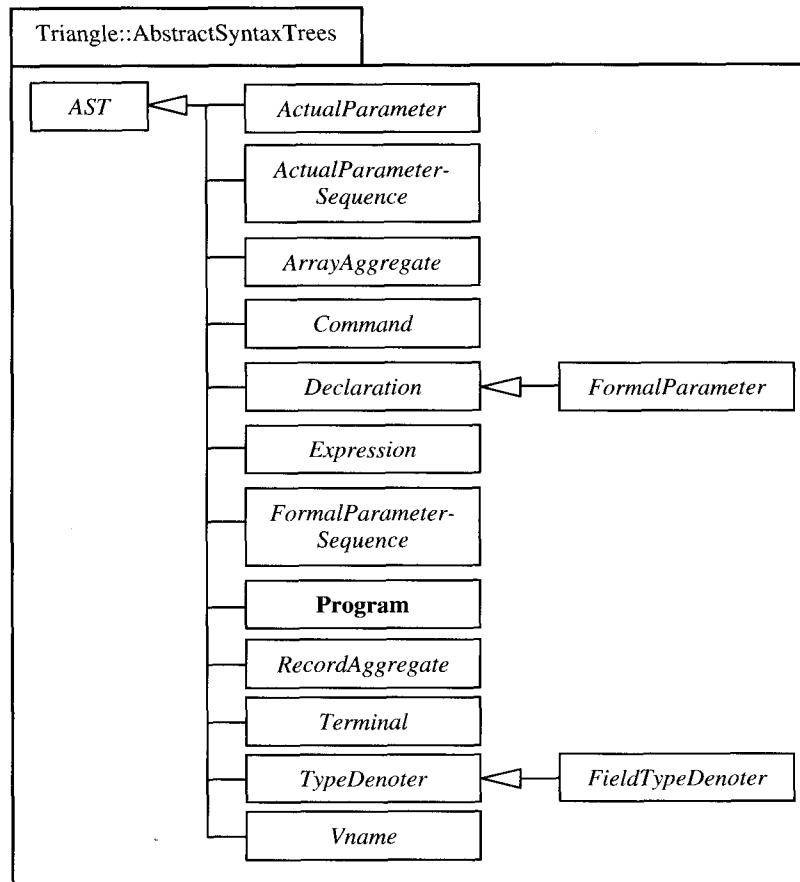 Triangle::AbstractSyntaxTrees
AST
ActualParameter
ActualParameter-
Sequence
ArrayAggregate
Command
Declaration
FormalParameter
Expression
FormalParameter-
Sequence
Program
RecordAggregate
Terminal
TypeDenoter
FieldTypeDenoter
Vname